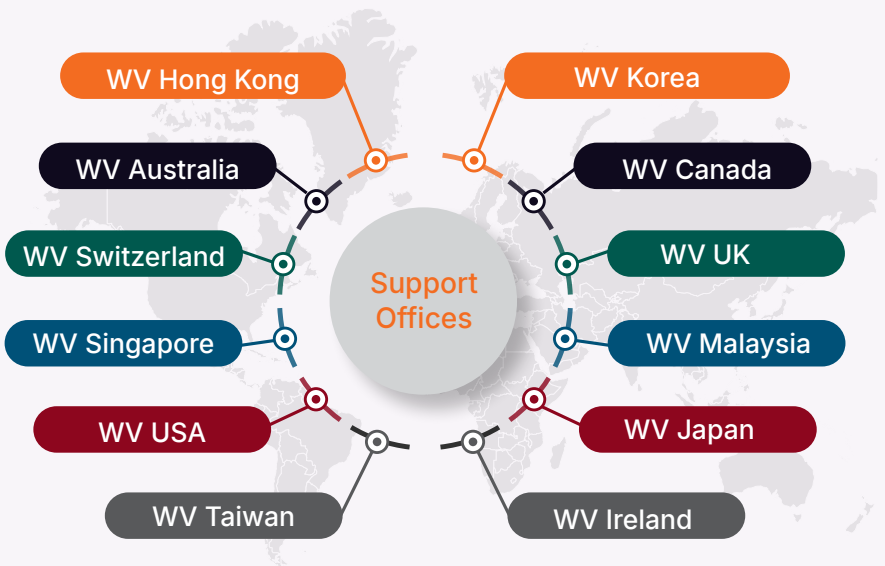 WV Hong Kong
WV Korea
WV Australia
WV Canada
WV Switzerland
WV UK
Support
Offices
WV Singapore
WV Malaysia
WV USA
WV Japan
WV Taiwan
WV Ireland